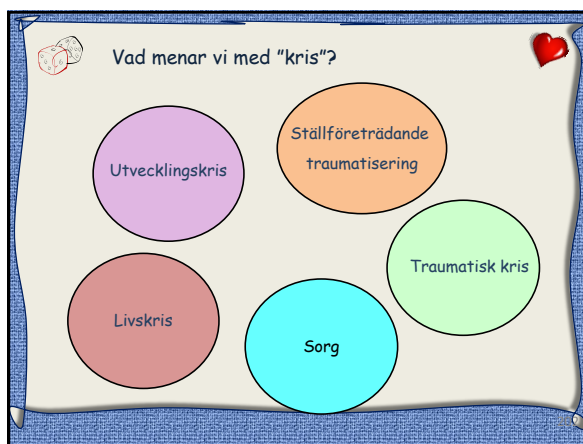 Vad menar vi med ”kris”?
Ställföreträdande
traumatisering
Utvecklingskris
Traumatisk kris
Livskris
Sorg